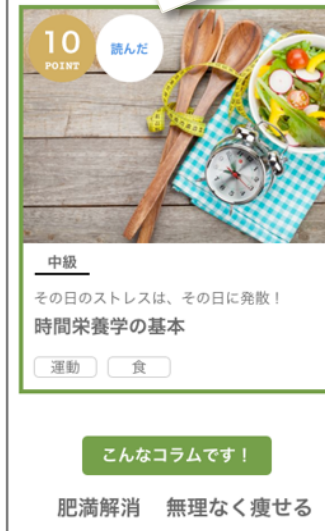 10
POINT
読んだ
中級
その日のストレスは、その日に発散！
時間栄養学の基本
運動 食
こんなコラムです！
肥満解消 無理なく痩せる